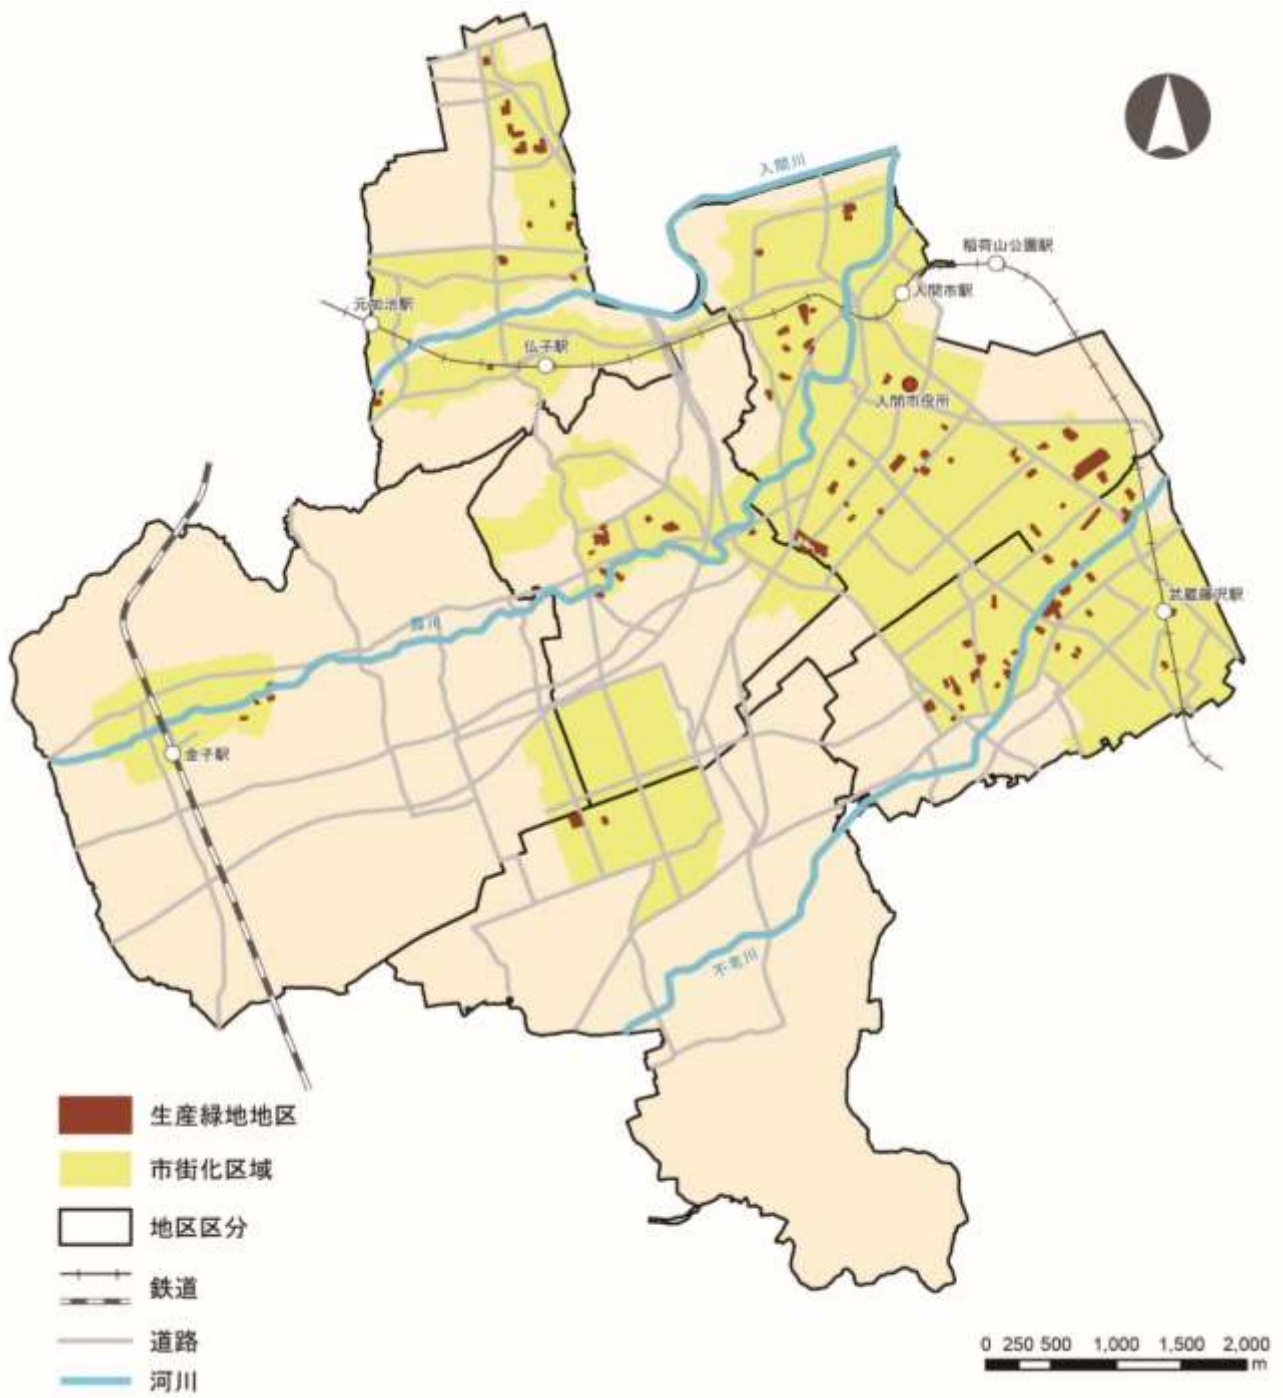 入間川
稲荷山公園駅
入間市駅
元加治駅
仏子駅
入間市役所
武蔵藤沢駅
霞川
金子駅
不老川
生産緑地地区
市街化区域
地区区分
鉄道
道路
河川
0 250 500 1,000 1,500 2,000
m